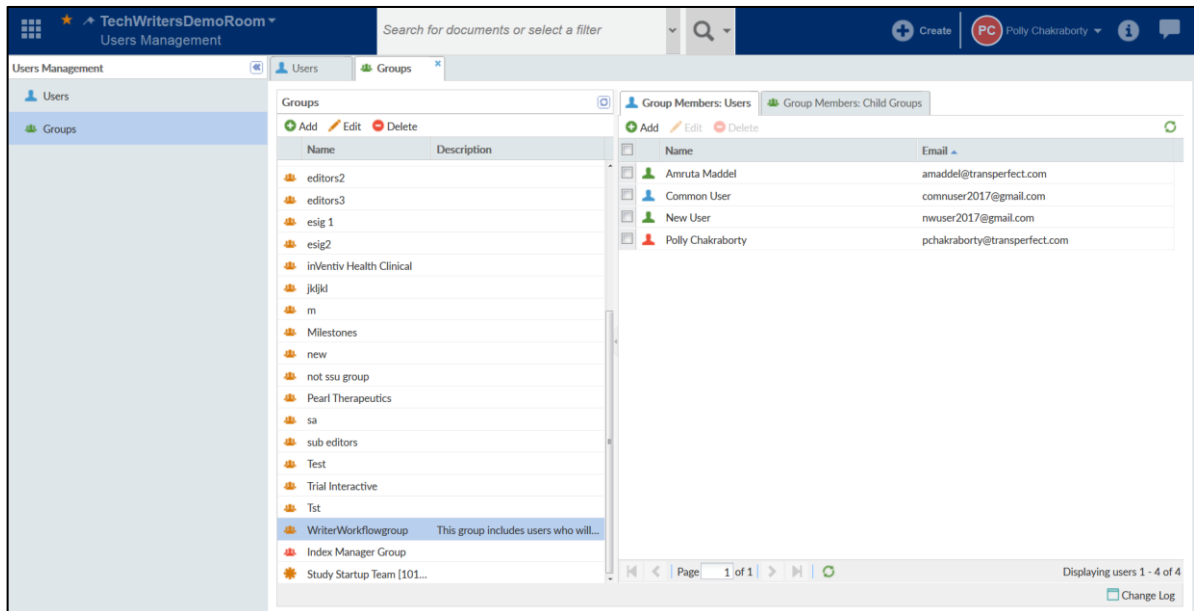 TechWritersDemoRoom
Users Management
Search for documents or select a filter
Create
PC
Polly Chakraborty
Users Management
Users
Groups
Users
Groups
Groups
Add Edit Delete
Name Description
editors2
editors3
esig 1
esig2
inVentiv Health Clinical
jkljkl
m
Milestones
new
not ssu group
Pearl Therapeutics
sa
sub editors
Test
Trial Interactive
Tst
WriterWorkflowgroup This group includes users who will...
Index Manager Group
Study Startup Team [101...
Group Members: Users
Group Members: Child Groups
Add Edit Delete
Name Email
Amruta Maddel amaddel@transperfect.com
Common User comnuser2017@gmail.com
New User nwuser2017@gmail.com
Polly Chakraborty pchakraborty@transperfect.com
Page 1 of 1
Displaying users 1 - 4 of 4
Change Log